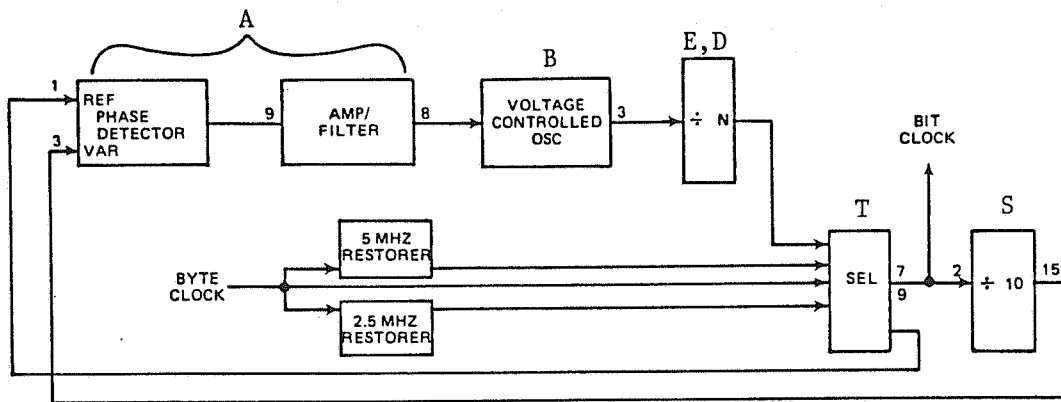 A
B
E,D
1
REF
PHASE
DETECTOR
VAR
3
9
AMP/
FILTER
8
VOLTAGE
CONTROLLED
OSC
3
÷ N
BIT
CLOCK
T
S
5 MHZ
RESTORER
BYTE
CLOCK
2.5 MHZ
RESTORER
SEL
7
9
2
÷ 10
15